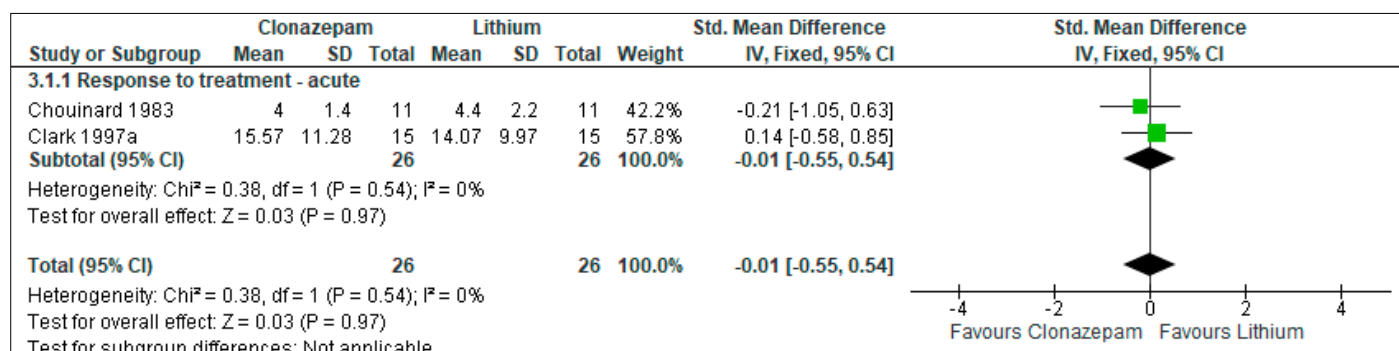 Clonazepam Lithium Std. Mean Difference Std. Mean Difference
Study or Subgroup Mean SD Total Mean SD Total Weight IV, Fixed, 95% CI IV, Fixed, 95% CI
3.1.1 Response to treatment - acute
Chouinard 1983 4 1.4 11 4.4 2.2 11 42.2% -0.21 [-1.05, 0.63]
Clark 1997a 15.57 11.28 15 14.07 9.97 15 57.8% 0.14 [-0.58, 0.85]
Subtotal (95% CI) 26 26 100.0% -0.01 [-0.55, 0.54]
Heterogeneity: Chi² = 0.38, df = 1 (P = 0.54); I² = 0%
Test for overall effect: Z = 0.03 (P = 0.97)
Total (95% CI) 26 26 100.0% -0.01 [-0.55, 0.54]
Heterogeneity: Chi² = 0.38, df = 1 (P = 0.54); I² = 0%
Test for overall effect: Z = 0.03 (P = 0.97)
Test for subgroup differences: Not applicable
-4 -2 0 2 4
Favours Clonazepam Favours Lithium